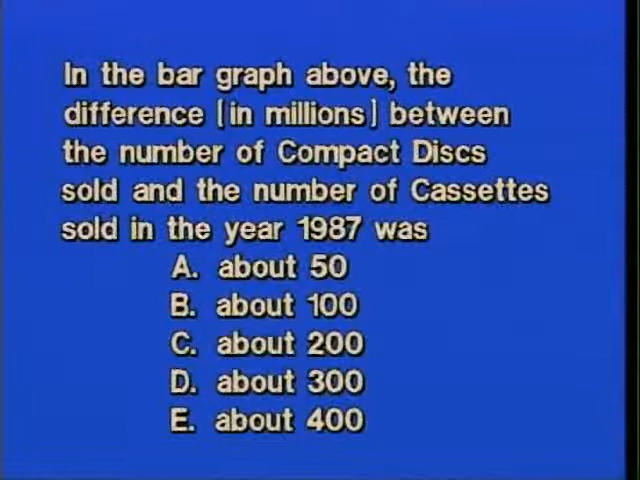 In the bar graph above, the
difference [in millions] between
the number of Compact Discs
sold and the number of Cassettes
sold in the year 1987 was
A. about 50
B. about 100
C. about 200
D. about 300
E. about 400